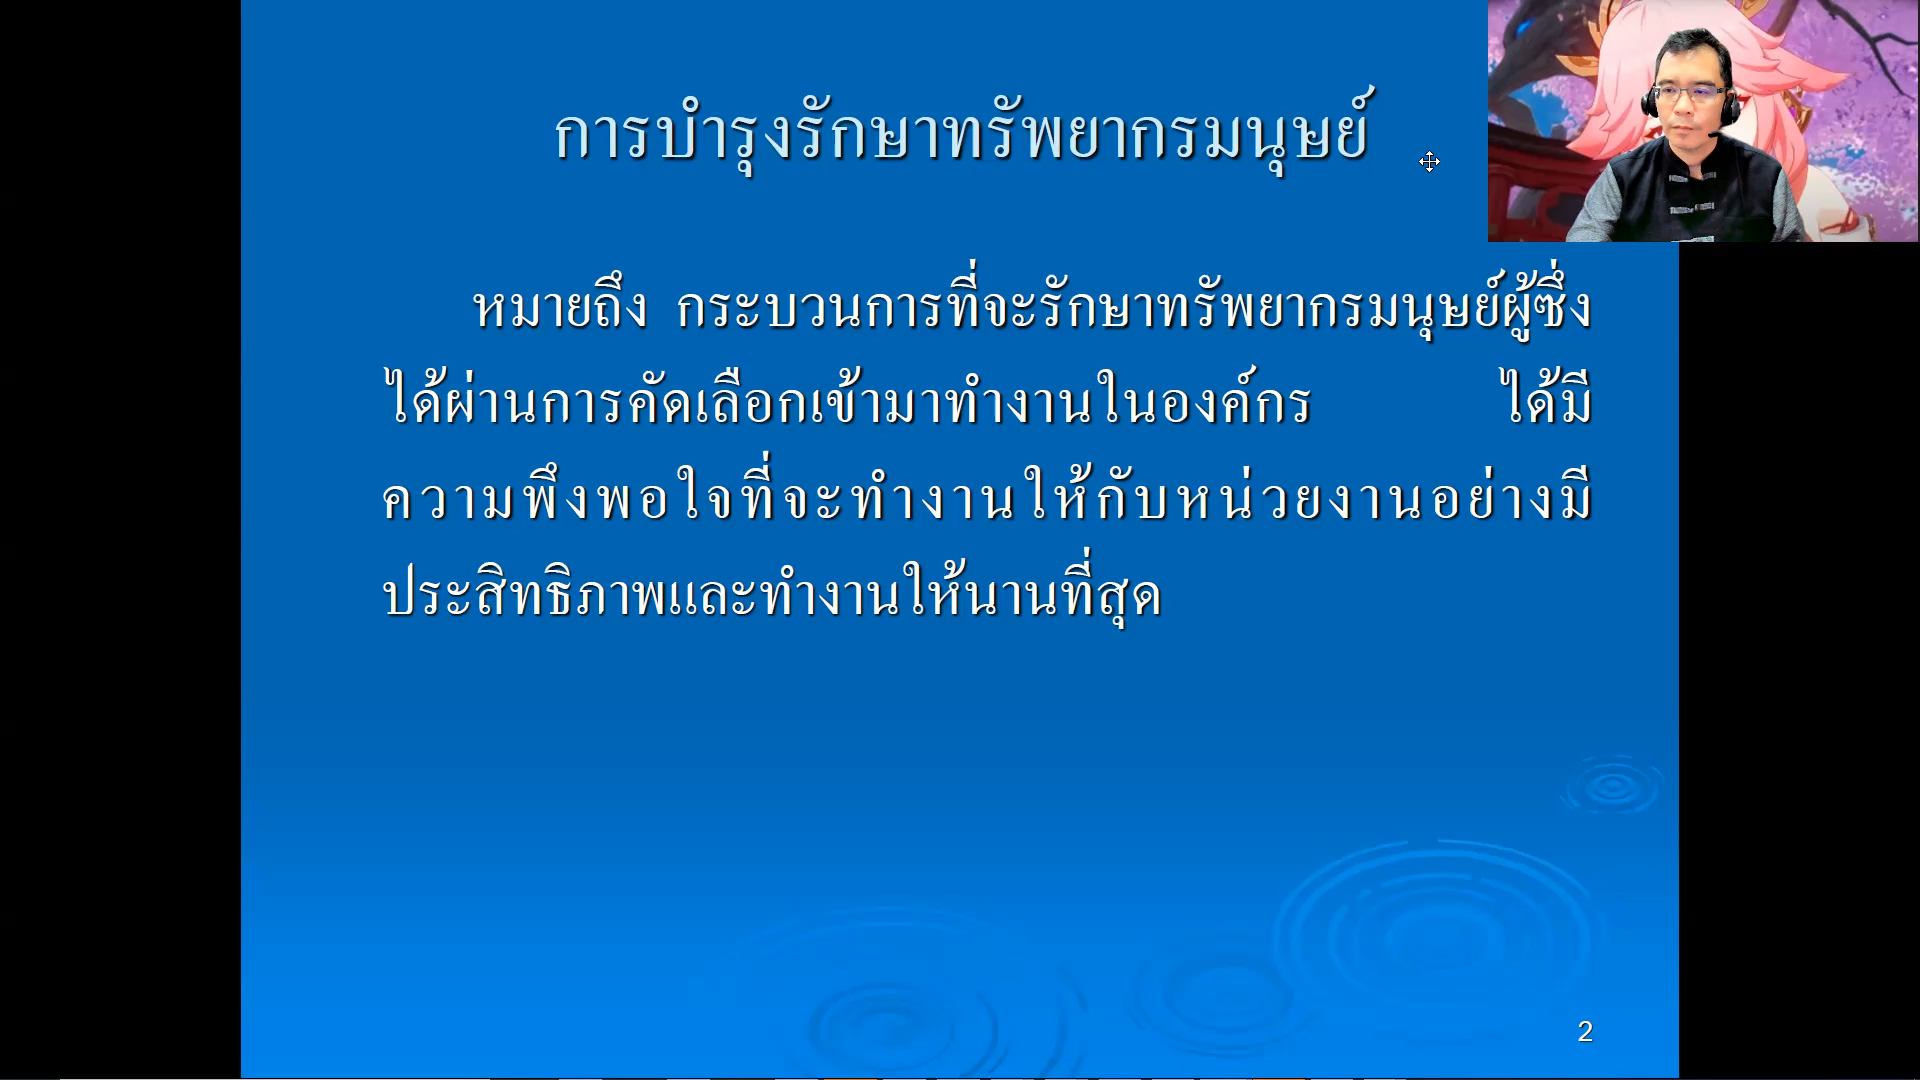 การบำรุงรักษาทรัพยากรมนุษย์
หมายถึง กระบวนการที่จะรักษาทรัพยากรมนุษย์ผู้ซึ่ง
ได้ผ่านการคัดเลือกเข้ามาทำงานในองค์กร ได้มี
ความพึงพอใจที่จะทำงานให้กับหน่วยงานอย่างมี
ประสิทธิภาพและทำงานให้นานที่สุด
2